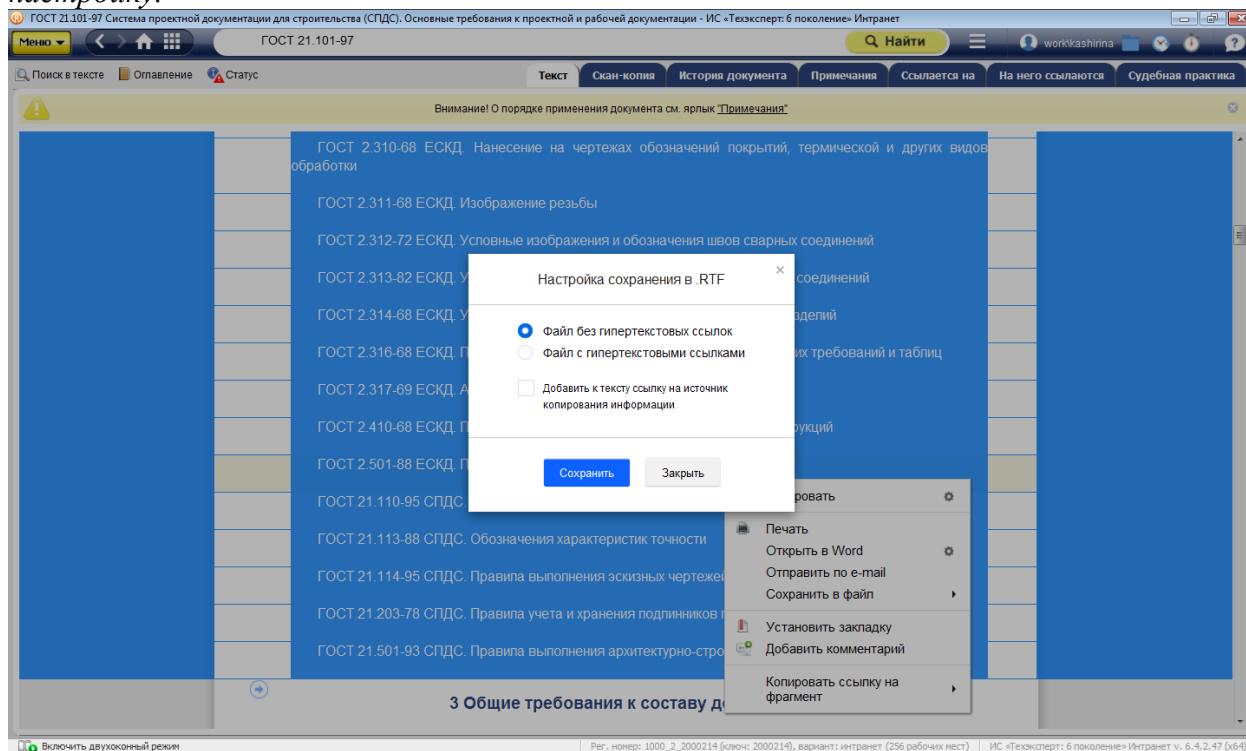 настройку.
ГОСТ 21.101-97 Система проектной документации для строительства (СПДС). Основные требования к проектной и рабочей документации - ИС «Техэксперт: 6 поколение» Интранет
Меню
ГОСТ 21.101-97
Найти
work\kashirina
Поиск в тексте Оглавление Статус
Текст Скан-копия История документа Примечания Ссылается на На него ссылаются Судебная практика
Внимание! О порядке применения документа см. ярлык "Примечания"
ГОСТ 2.310-68 ЕСКД. Нанесение на чертежах обозначений покрытий, термической и других видов
обработки
ГОСТ 2.311-68 ЕСКД. Изображение резьбы
ГОСТ 2.312-72 ЕСКД. Условные изображения и обозначения швов сварных соединений
ГОСТ 2.313-82 ЕСКД. У соединений
ГОСТ 2.314-68 ЕСКД. У зделий
ГОСТ 2.316-68 ЕСКД. П их требований и таблиц
ГОСТ 2.317-69 ЕСКД. А
ГОСТ 2.410-68 ЕСКД. П рукций
ГОСТ 2.501-88 ЕСКД. П
ГОСТ 21.110-95 СПДС.
ГОСТ 21.113-88 СПДС. Обозначения характеристик точности
ГОСТ 21.114-95 СПДС. Правила выполнения эскизных чертежей
ГОСТ 21.203-78 СПДС. Правила учета и хранения подлинников п
ГОСТ 21.501-93 СПДС. Правила выполнения архитектурно-стро
3 Общие требования к составу до
Настройка сохранения в .RTF
×
Файл без гипертекстовых ссылок
Файл с гипертекстовыми ссылками
Добавить к тексту ссылку на источник
копирования информации
Сохранить Закрыть
ровать
Печать
Открыть в Word
Отправить по e-mail
Сохранить в файл
Установить закладку
Добавить комментарий
Копировать ссылку на
фрагмент
Включить двухоконный режим
Рег. номер: 1000_2_2000214 (ключ: 2000214), вариант: интранет (256 рабочих мест) ИС «Техэксперт: 6 поколение» Интранет v. 6.4.2.47 (x64)